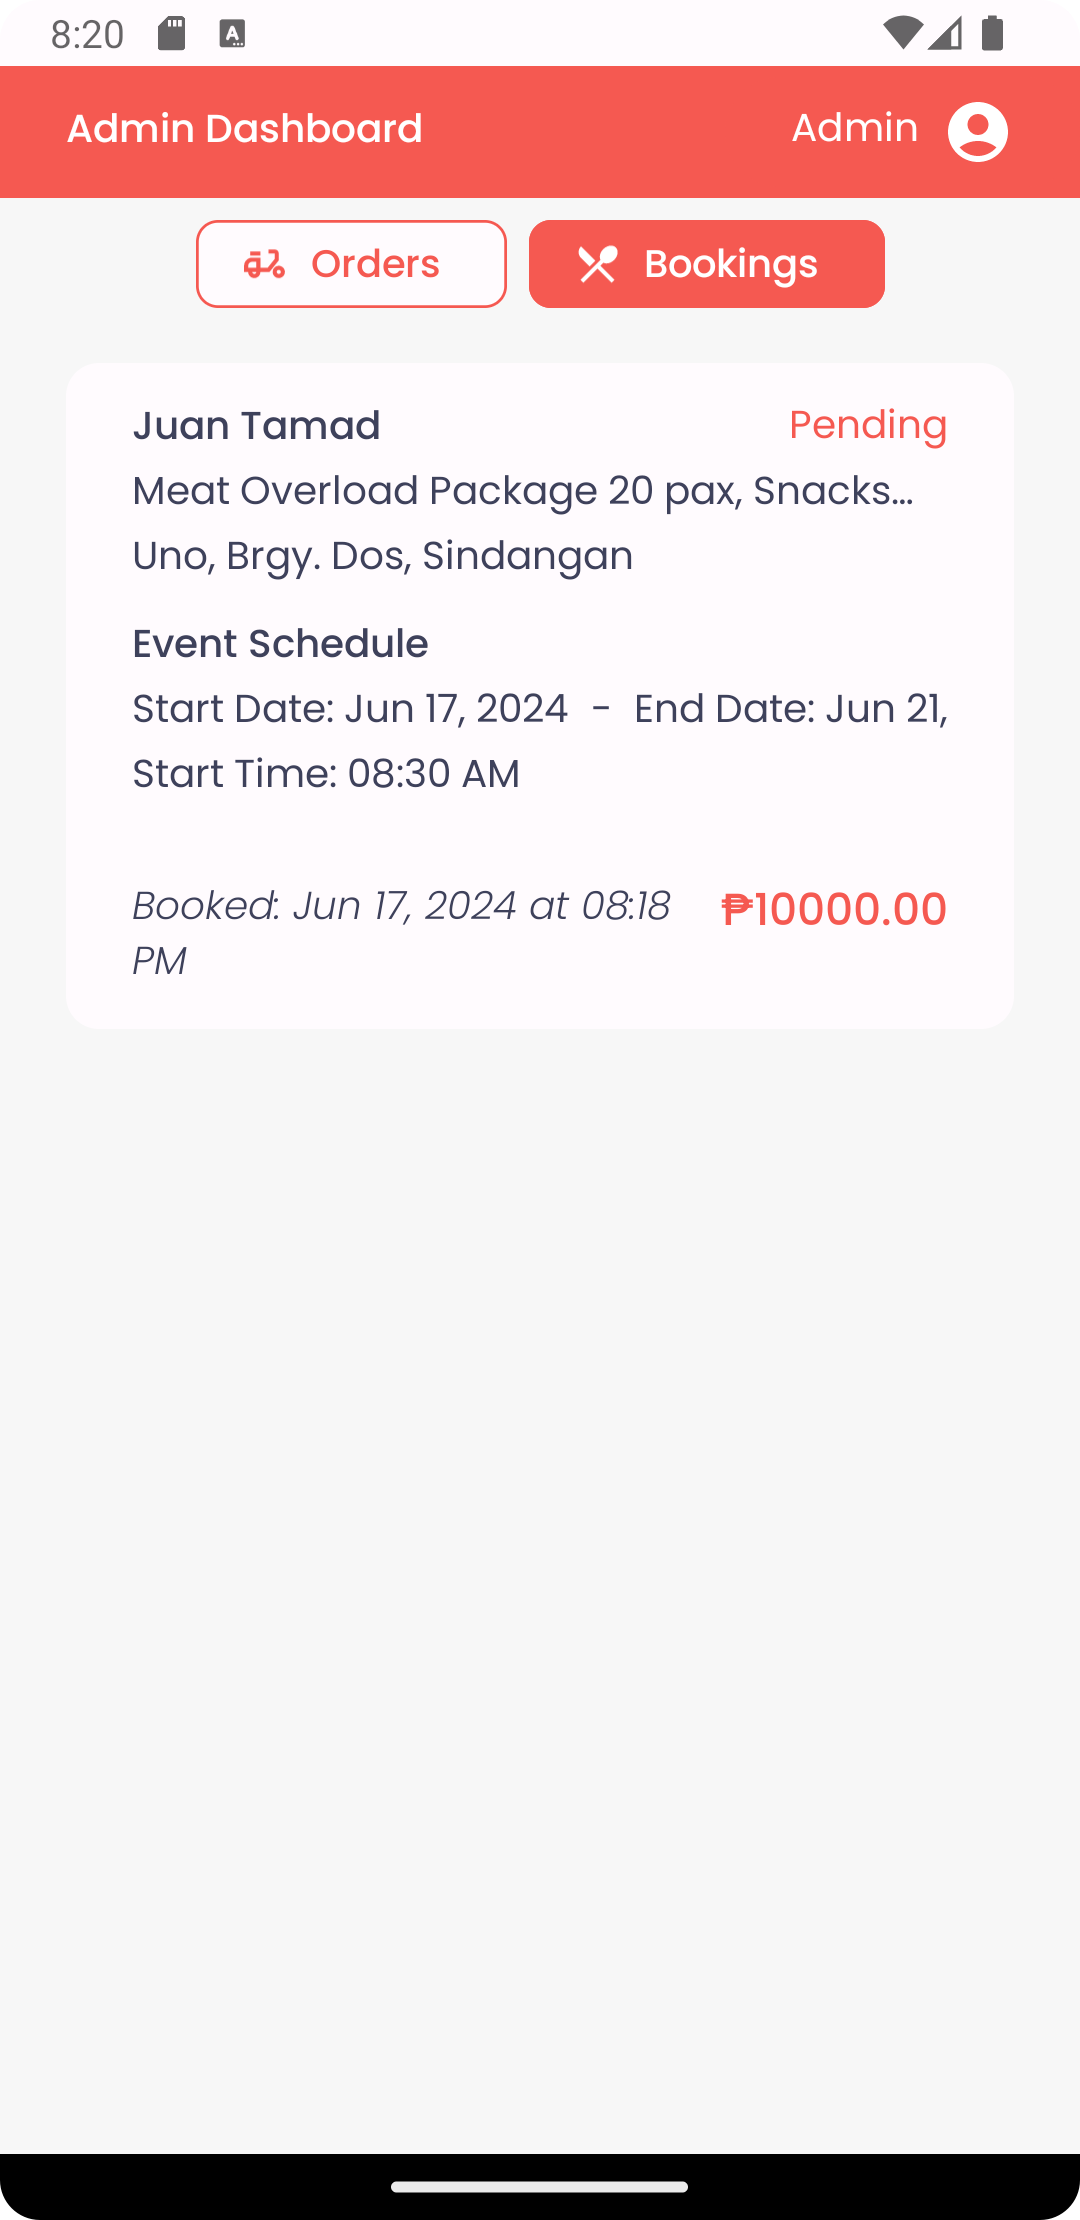 8:20
Admin Dashboard Admin
Orders Bookings
Juan Tamad Pending
Meat Overload Package 20 pax, Snacks...
Uno, Brgy. Dos, Sindangan
Event Schedule
Start Date: Jun 17, 2024 - End Date: Jun 21,
Start Time: 08:30 AM
Booked: Jun 17, 2024 at 08:18 ₱10000.00
PM